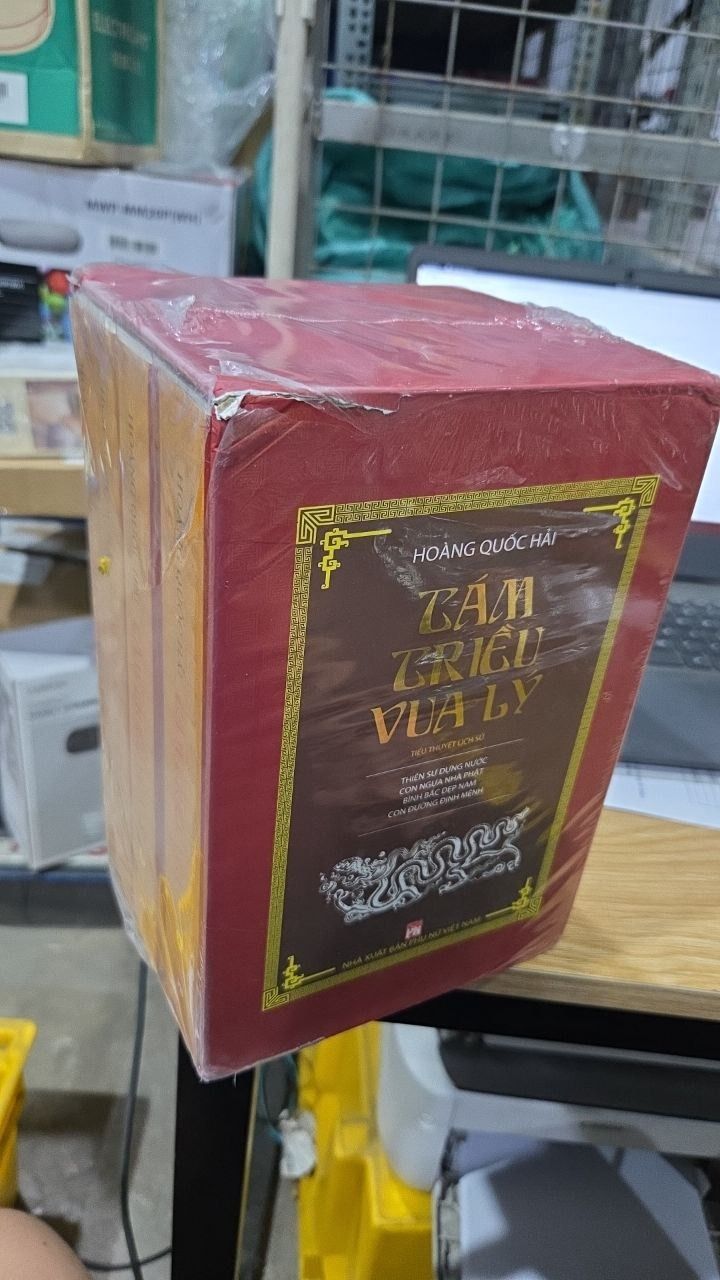 HOÀNG QUỐC HẢI
TÁM
TRIỀU
VUA LÝ
TIỂU THUYẾT LỊCH SỬ
THIỀN SƯ DỰNG NƯỚC
CON NGỰA NHÀ PHẬT
BÌNH BẮC DẸP NAM
CON ĐƯỜNG ĐỊNH MỆNH
PN
NHÀ XUẤT BẢN PHỤ NỮ VIỆT NAM